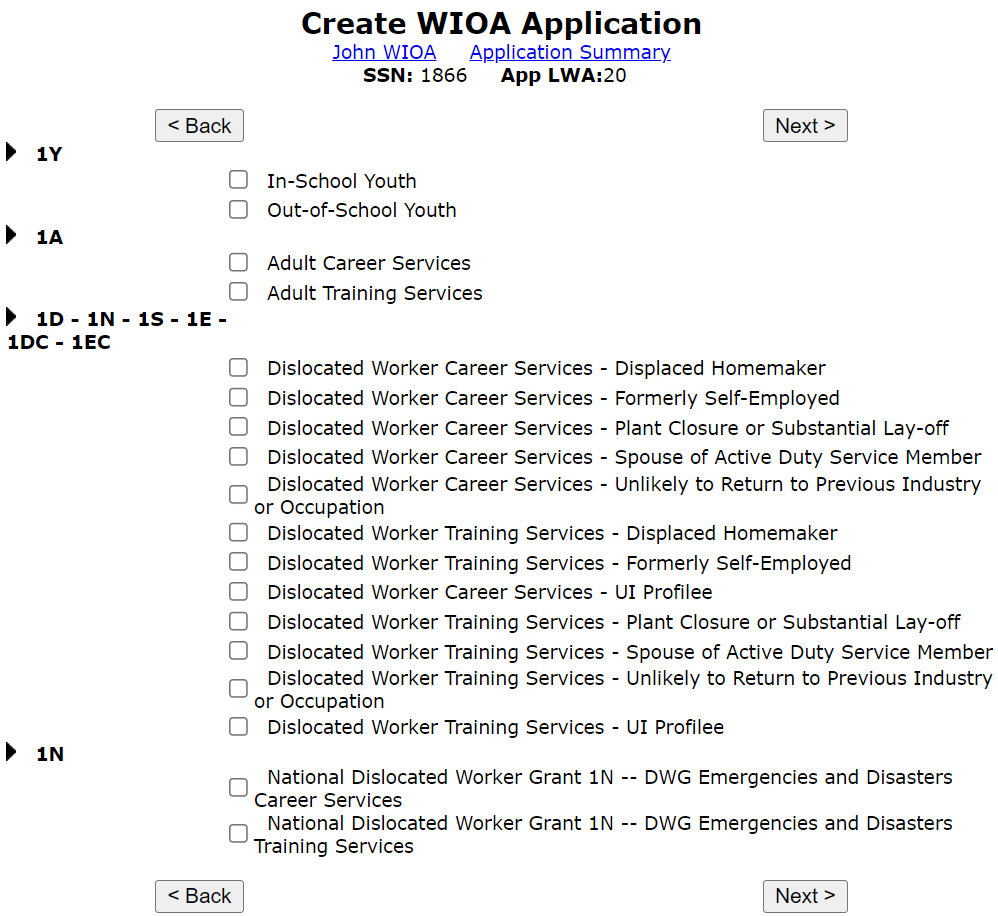 Create WIOA Application
John WIOA Application Summary
SSN: 1866 App LWA:20
< Back Next >
1Y
In-School Youth
Out-of-School Youth
1A
Adult Career Services
Adult Training Services
1D - 1N - 1S - 1E -
1DC - 1EC
Dislocated Worker Career Services - Displaced Homemaker
Dislocated Worker Career Services - Formerly Self-Employed
Dislocated Worker Career Services - Plant Closure or Substantial Lay-off
Dislocated Worker Career Services - Spouse of Active Duty Service Member
Dislocated Worker Career Services - Unlikely to Return to Previous Industry
or Occupation
Dislocated Worker Training Services - Displaced Homemaker
Dislocated Worker Training Services - Formerly Self-Employed
Dislocated Worker Career Services - UI Profilee
Dislocated Worker Training Services - Plant Closure or Substantial Lay-off
Dislocated Worker Training Services - Spouse of Active Duty Service Member
Dislocated Worker Training Services - Unlikely to Return to Previous Industry
or Occupation
Dislocated Worker Training Services - UI Profilee
1N
National Dislocated Worker Grant 1N -- DWG Emergencies and Disasters
Career Services
National Dislocated Worker Grant 1N -- DWG Emergencies and Disasters
Training Services
< Back Next >